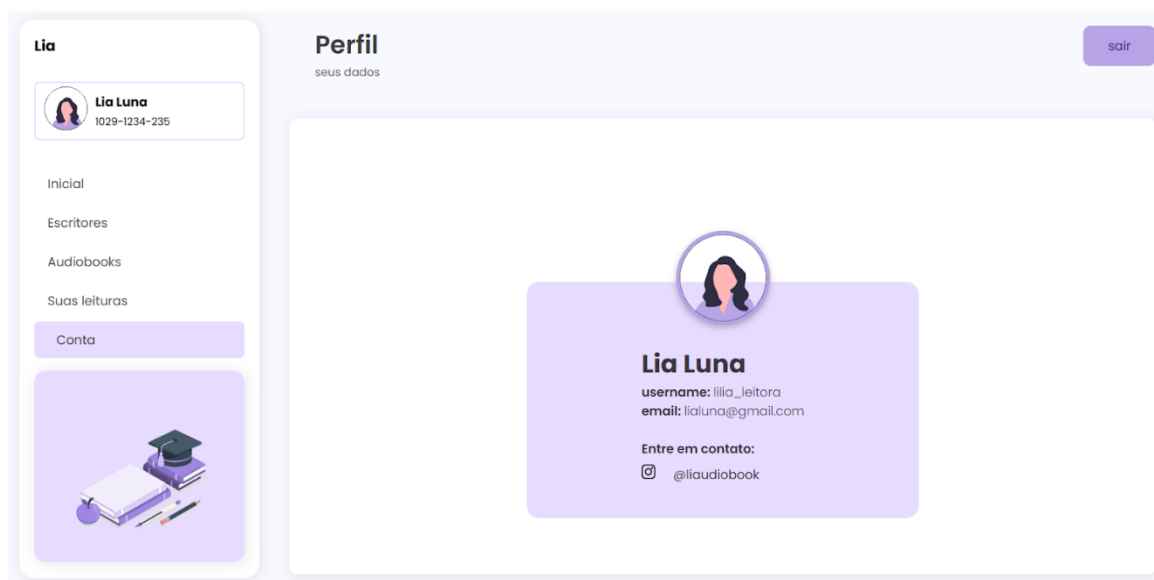 Lia
Lia Luna
1029-1234-235
Inicial
Escritores
Audiobooks
Suas leituras
Conta
Perfil
seus dados
sair
Lia Luna
username: lilia_leitora
email: lialuna@gmail.com
Entre em contato:
@liaudiobook